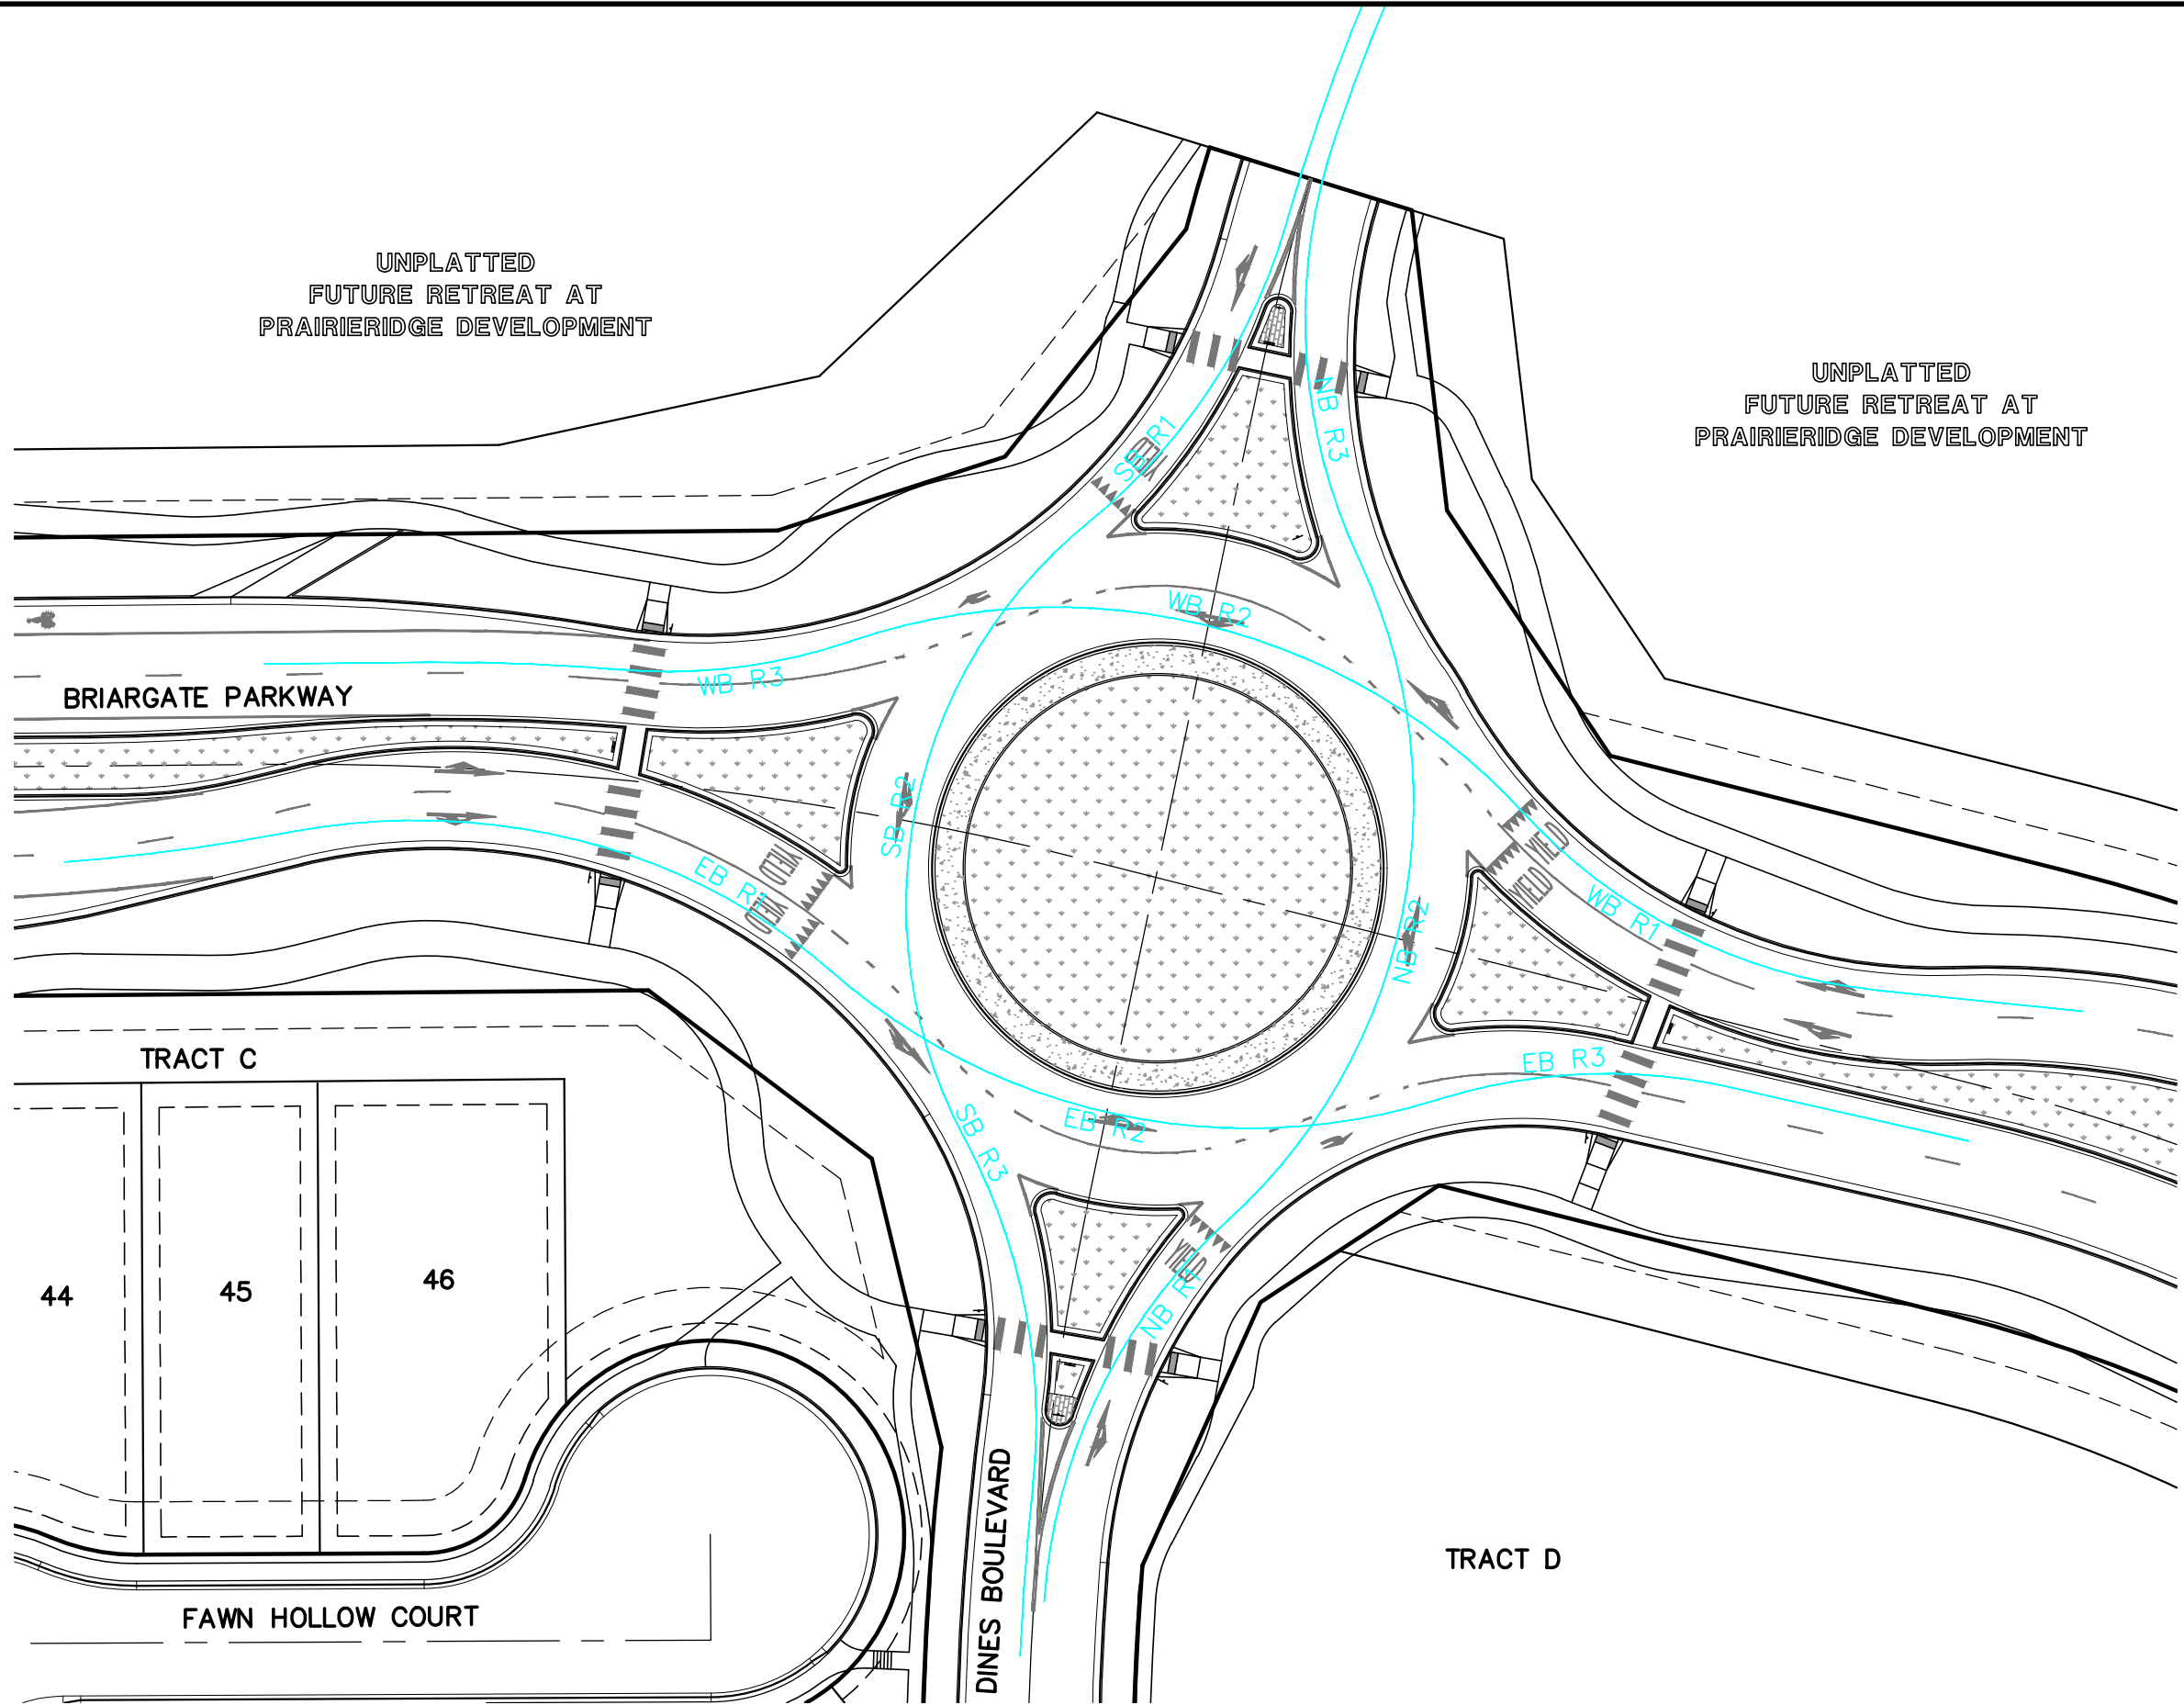 UNPLATTED
FUTURE RETREAT AT
PRAIRIERIDGE DEVELOPMENT
UNPLATTED
FUTURE RETREAT AT
PRAIRIERIDGE DEVELOPMENT
NB R3
SB R1
YIELD
WB R2
WB R3
BRIARGATE PARKWAY
SB R2
EB R1
YIELD
YIELD
YIELD
YIELD
WB R1
NB R2
TRACT C
EB R3
EB R2
SB R3
YIELD
NB R1
44
45
46
DINES BOULEVARD
TRACT D
FAWN HOLLOW COURT